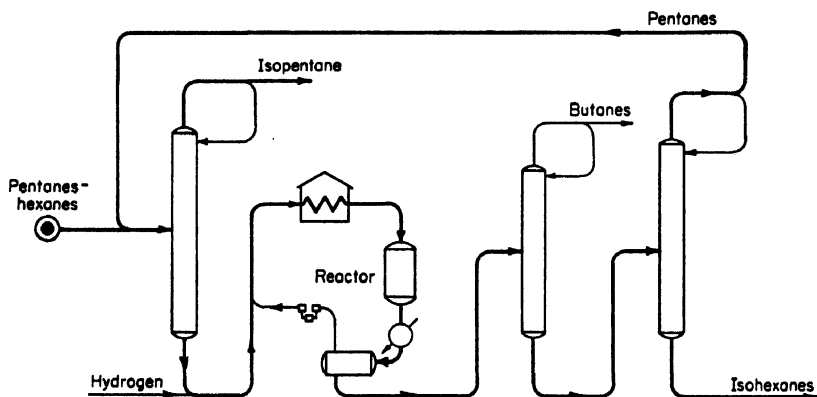 Pentanes
Isopentane
Butanes
Pentanes-
hexanes
Reactor
Hydrogen
Isohexanes